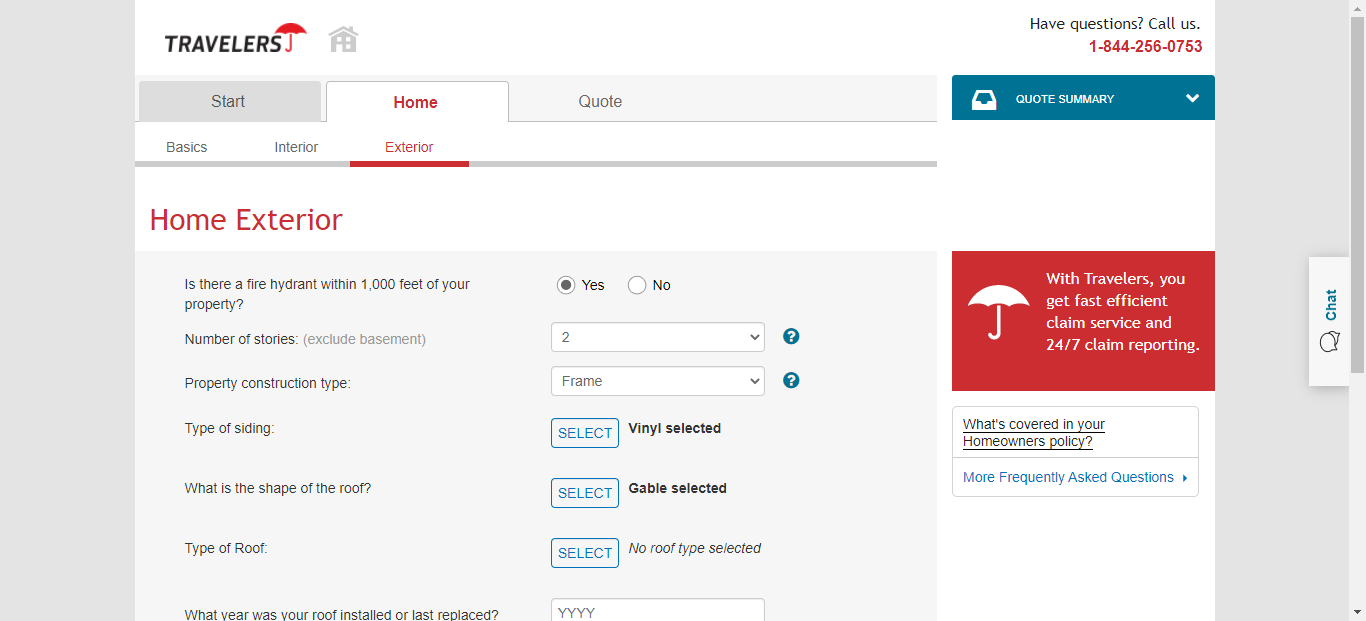 TRAVELERS
Have questions? Call us.
1-844-256-0753
Start
Home
Quote
QUOTE SUMMARY
Basics
Interior
Exterior
Home Exterior
Is there a fire hydrant within 1,000 feet of your
property?
Yes
No
Number of stories: (exclude basement)
2
?
Property construction type:
Frame
?
Type of siding:
SELECT
Vinyl selected
What is the shape of the roof?
SELECT
Gable selected
Type of Roof:
SELECT
No roof type selected
What year was your roof installed or last replaced?
YYYY
With Travelers, you
get fast efficient
claim service and
24/7 claim reporting.
What's covered in your
Homeowners policy?
More Frequently Asked Questions
Chat